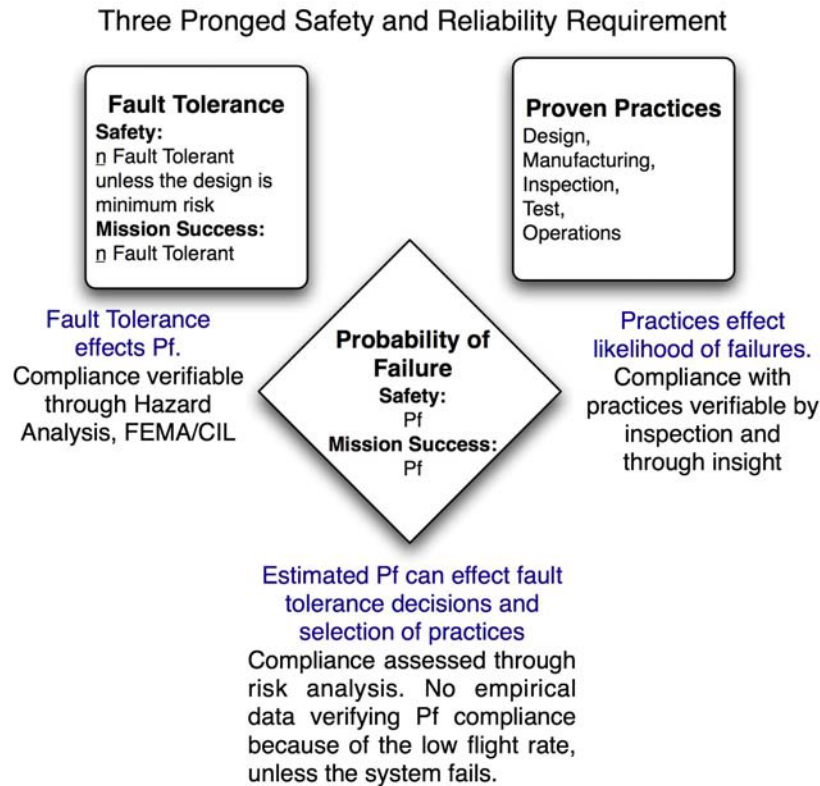 Three Pronged Safety and Reliability Requirement
Fault Tolerance
Safety:
n Fault Tolerant
unless the design is
minimum risk
Mission Success:
n Fault Tolerant
Proven Practices
Design,
Manufacturing,
Inspection,
Test,
Operations
Fault Tolerance
effects Pf.
Compliance verifiable
through Hazard
Analysis, FEMA/CIL
Probability of
Failure
Safety:
Pf
Mission Success:
Pf
Practices effect
likelihood of failures.
Compliance with
practices verifiable by
inspection and
through insight
Estimated Pf can effect fault
tolerance decisions and
selection of practices
Compliance assessed through
risk analysis. No empirical
data verifying Pf compliance
because of the low flight rate,
unless the system fails.